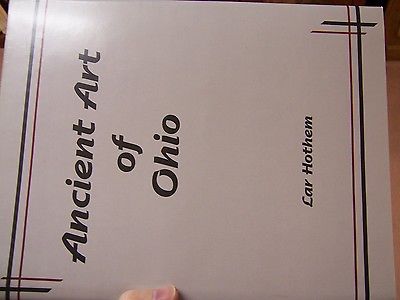 Ancient Art
of
Ohio
Lar Hothem